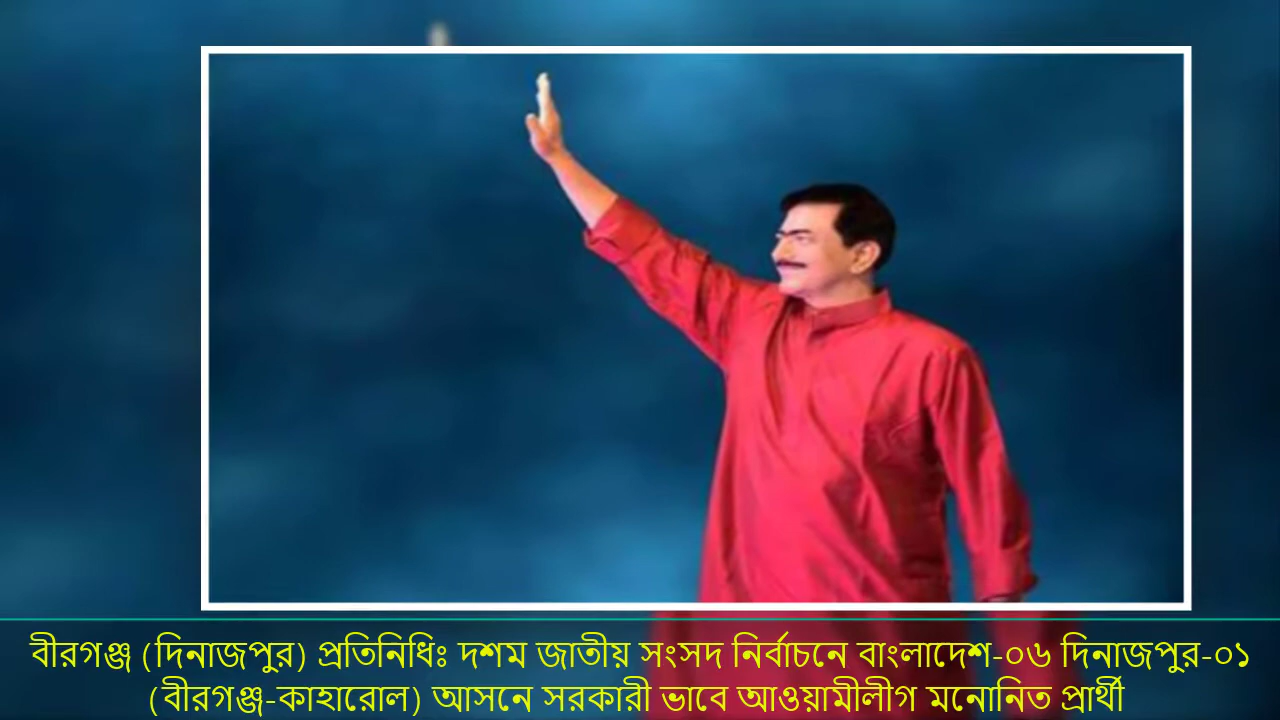 বীরগঞ্জ (দিনাজপুর) প্রতিনিধিঃ দশম জাতীয় সংসদ নির্বাচনে বাংলাদেশ-০৬ দিনাজপুর-০১
(বীরগঞ্জ-কাহারোল) আসনে সরকারী ভাবে আওয়ামীলীগ মনোনিত প্রার্থী